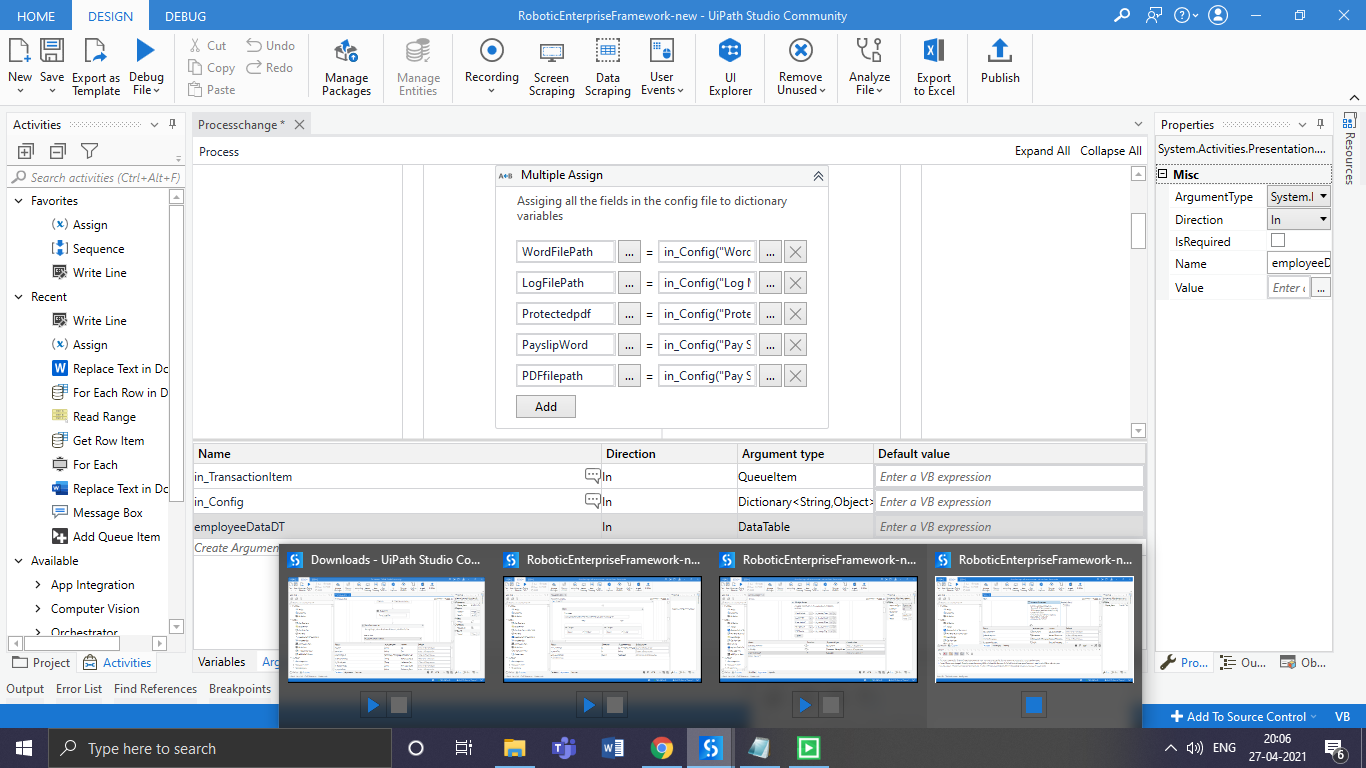 HOME DESIGN DEBUG RoboticEnterpriseFramework-new - UiPath Studio Community
New Save Export as Template Debug File Cut Copy Paste Undo Redo Manage Packages Manage Entities Recording Screen Scraping Data Scraping User Events UI Explorer Remove Unused Analyze File Export to Excel Publish
Activities
Search activities (Ctrl+Alt+F)
Favorites
Assign
Sequence
Write Line
Recent
Write Line
Assign
Replace Text in Dc
For Each Row in D
Read Range
Get Row Item
For Each
Replace Text in Dc
Message Box
Add Queue Item
Available
App Integration
Computer Vision
Orchestrator
Project Activities
Processchange *
Process Expand All Collapse All
Multiple Assign
Assiging all the fields in the config file to dictionary
variables
WordFilePath ... = in_Config("Word ...
LogFilePath ... = in_Config("Log M ...
Protectedpdf ... = in_Config("Prote ...
PayslipWord ... = in_Config("Pay S ...
PDFfilepath ... = in_Config("Pay S ...
Add
Name Direction Argument type Default value
in_TransactionItem In QueueItem Enter a VB expression
in_Config In Dictionary<String,Object> Enter a VB expression
employeeDataDT In DataTable Enter a VB expression
Create Argumen
Variables Arg
Properties
System.Activities.Presentation....
Misc
ArgumentType System.I
Direction In
IsRequired
Name employeeD
Value Enter ...
Resources
Pro... Ou... Ob...
Downloads - UiPath Studio Co... RoboticEnterpriseFramework-n... RoboticEnterpriseFramework-n... RoboticEnterpriseFramework-n...
Output Error List Find References Breakpoints
Add To Source Control VB
Type here to search ENG 20:06
27-04-2021
6